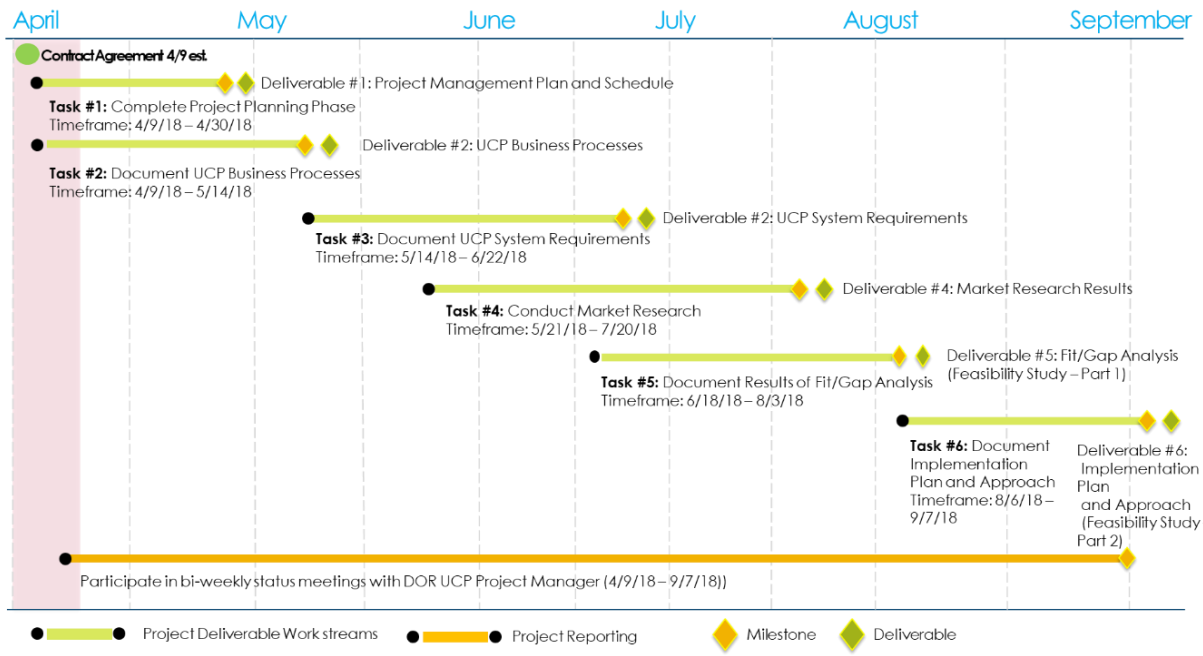 April May June July August September
Contract Agreement 4/9 est.
Deliverable #1: Project Management Plan and Schedule
Task #1: Complete Project Planning Phase
Timeframe: 4/9/18 – 4/30/18
Deliverable #2: UCP Business Processes
Task #2: Document UCP Business Processes
Timeframe: 4/9/18 – 5/14/18
Deliverable #2: UCP System Requirements
Task #3: Document UCP System Requirements
Timeframe: 5/14/18 – 6/22/18
Deliverable #4: Market Research Results
Task #4: Conduct Market Research
Timeframe: 5/21/18 – 7/20/18
Deliverable #5: Fit/Gap Analysis
(Feasibility Study – Part 1)
Task #5: Document Results of Fit/Gap Analysis
Timeframe: 6/18/18 – 8/3/18
Task #6: Document
Implementation
Plan and Approach
Timeframe: 8/6/18 –
9/7/18
Deliverable #6:
Implementation
Plan
and Approach
(Feasibility Study
Part 2)
Participate in bi-weekly status meetings with DOR UCP Project Manager (4/9/18 – 9/7/18))
Project Deliverable Work streams
Project Reporting
Milestone
Deliverable